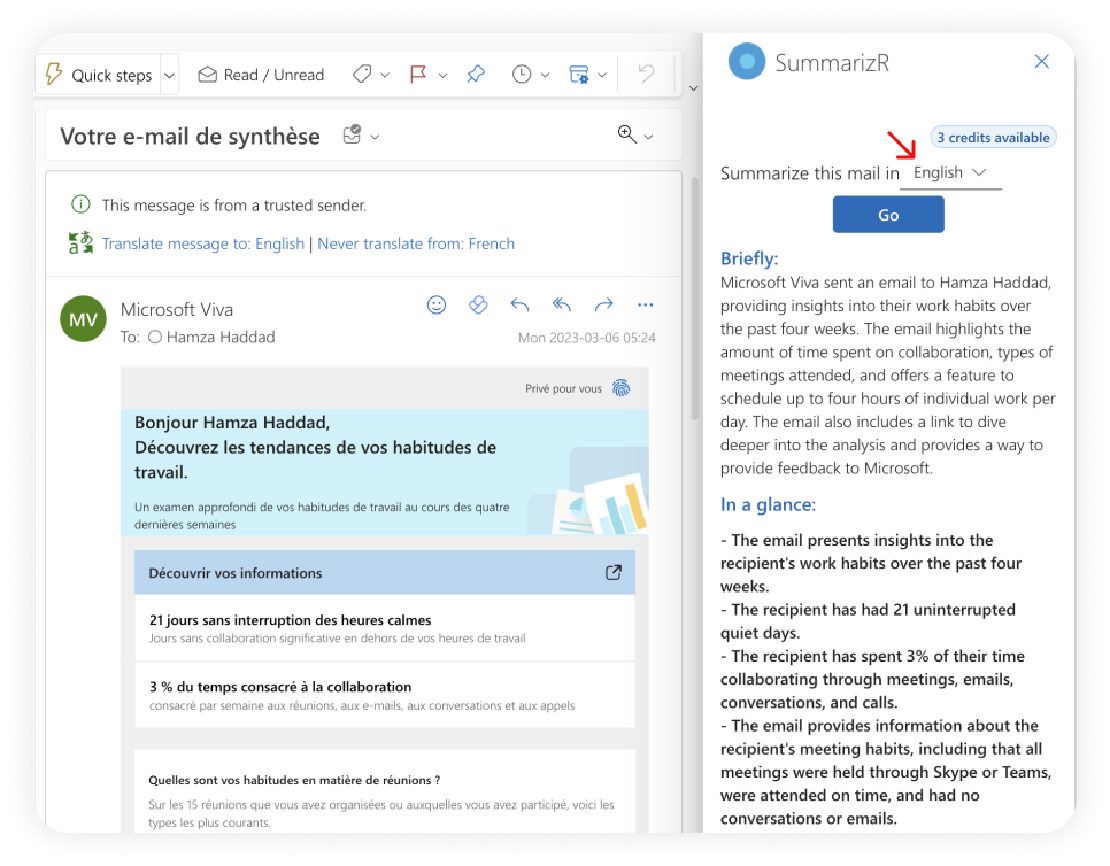 Quick steps
Read / Unread
Votre e-mail de synthèse
This message is from a trusted sender.
Translate message to: English | Never translate from: French
MV
Microsoft Viva
To: Hamza Haddad
Mon 2023-03-06 05:24
Privé pour vous
Bonjour Hamza Haddad,
Découvrez les tendances de vos habitudes de
travail.
Un examen approfondi de vos habitudes de travail au cours des quatre
dernières semaines
Découvrir vos informations
21 jours sans interruption des heures calmes
Jours sans collaboration significative en dehors de vos heures de travail
3 % du temps consacré à la collaboration
consacré par semaine aux réunions, aux e-mails, aux conversations et aux appels
Quelles sont vos habitudes en matière de réunions ?
Sur les 15 réunions que vous avez organisées ou auxquelles vous avez participé, voici les
types les plus courants.
SummarizR
3 credits available
Summarize this mail in English
Go
Briefly:
Microsoft Viva sent an email to Hamza Haddad,
providing insights into their work habits over
the past four weeks. The email highlights the
amount of time spent on collaboration, types of
meetings attended, and offers a feature to
schedule up to four hours of individual work per
day. The email also includes a link to dive
deeper into the analysis and provides a way to
provide feedback to Microsoft.
In a glance:
- The email presents insights into the
recipient's work habits over the past four
weeks.
- The recipient has had 21 uninterrupted
quiet days.
- The recipient has spent 3% of their time
collaborating through meetings, emails,
conversations, and calls.
- The email provides information about the
recipient's meeting habits, including that all
meetings were held through Skype or Teams,
were attended on time, and had no
conversations or emails.